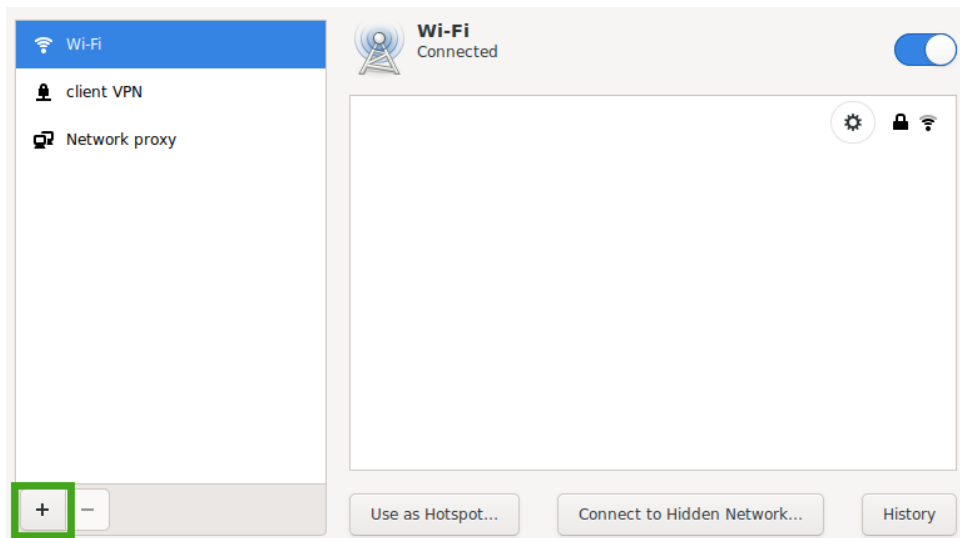 Wi-Fi
client VPN
Network proxy
+ −
Wi-Fi
Connected
Use as Hotspot... Connect to Hidden Network... History